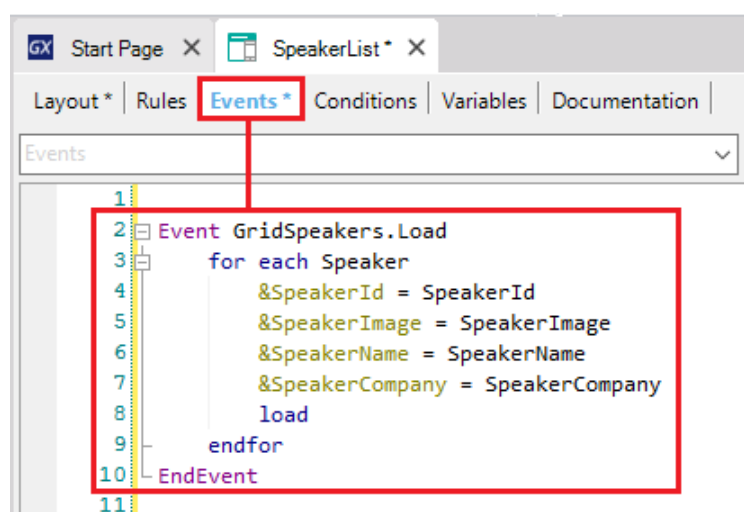 GX Start Page SpeakerList*
Layout* Rules Events* Conditions Variables Documentation
Events
1
2 Event GridSpeakers.Load
3 for each Speaker
4 &SpeakerId = SpeakerId
5 &SpeakerImage = SpeakerImage
6 &SpeakerName = SpeakerName
7 &SpeakerCompany = SpeakerCompany
8 load
9 endfor
10 EndEvent
11